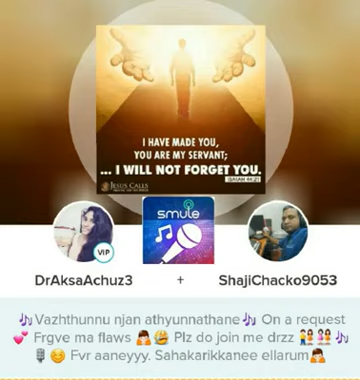 I HAVE MADE YOU,
YOU ARE MY SERVANT;
... I WILL NOT FORGET YOU.
ISAIAH 44:21
JESUS CALLS
smule
VIP
DrAksaAchuz3 + ShajiChacko9053
🎶Vazhthunnu njan athyunnathane🎶 On a request
💕 Frgve ma flaws 🙏 Plz do join me drzz
Fvr aaneyyy. Sahakarikkanee ellarum🙏